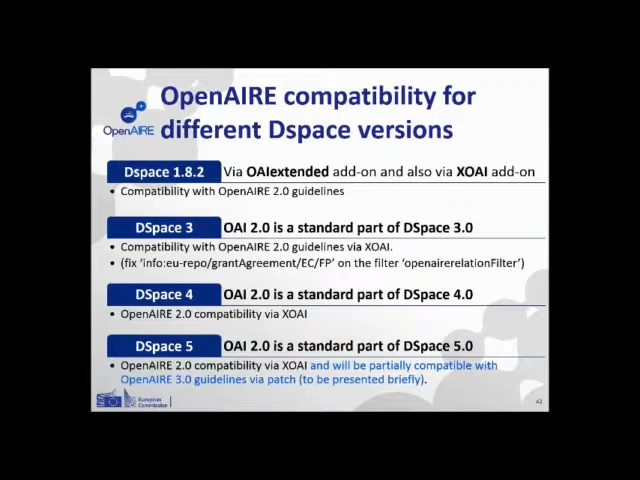 OpenAIRE compatibility for
different Dspace versions
OpenAIRE
Dspace 1.8.2 Via OAIextended add-on and also via XOAI add-on
• Compatibility with OpenAIRE 2.0 guidelines
DSpace 3 OAI 2.0 is a standard part of DSpace 3.0
• Compatibility with OpenAIRE 2.0 guidelines via XOAI.
• (fix 'info:eu-repo/grantAgreement/EC/FP' on the filter 'openairerelationFilter')
DSpace 4 OAI 2.0 is a standard part of DSpace 4.0
• OpenAIRE 2.0 compatibility via XOAI
DSpace 5 OAI 2.0 is a standard part of DSpace 5.0
• OpenAIRE 2.0 compatibility via XOAI and will be partially compatible with
OpenAIRE 3.0 guidelines via patch (to be presented briefly).
European
Commission